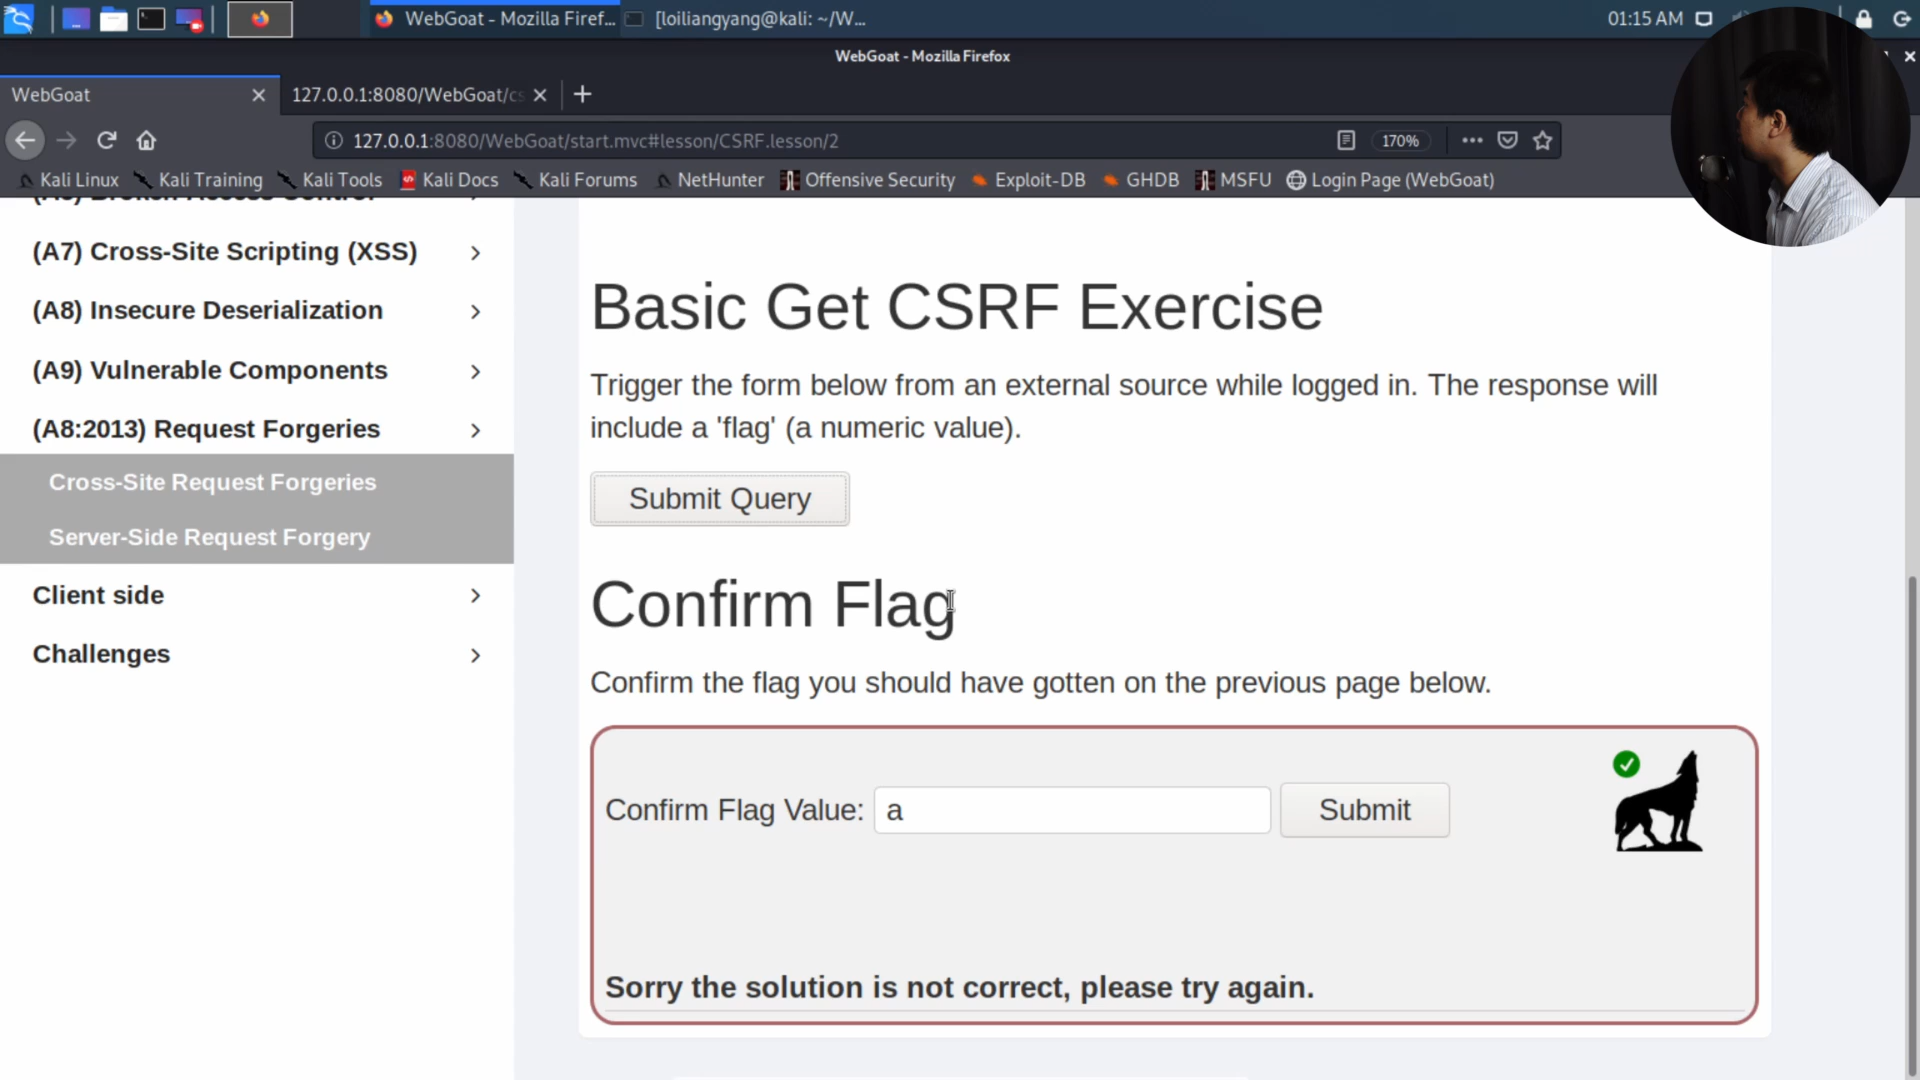 WebGoat - Mozilla Firef...
[loiliangyang@kali: ~/W...
01:15 AM
WebGoat - Mozilla Firefox
WebGoat
127.0.0.1:8080/WebGoat/cs
127.0.0.1:8080/WebGoat/start.mvc#lesson/CSRF.lesson/2
170%
Kali Linux
Kali Training
Kali Tools
Kali Docs
Kali Forums
NetHunter
Offensive Security
Exploit-DB
GHDB
MSFU
Login Page (WebGoat)
(A5) Broken Access Control
(A7) Cross-Site Scripting (XSS)
(A8) Insecure Deserialization
(A9) Vulnerable Components
(A8:2013) Request Forgeries
Cross-Site Request Forgeries
Server-Side Request Forgery
Client side
Challenges
Basic Get CSRF Exercise
Trigger the form below from an external source while logged in. The response will
include a 'flag' (a numeric value).
Submit Query
Confirm Flag
Confirm the flag you should have gotten on the previous page below.
Confirm Flag Value: a
Submit
Sorry the solution is not correct, please try again.